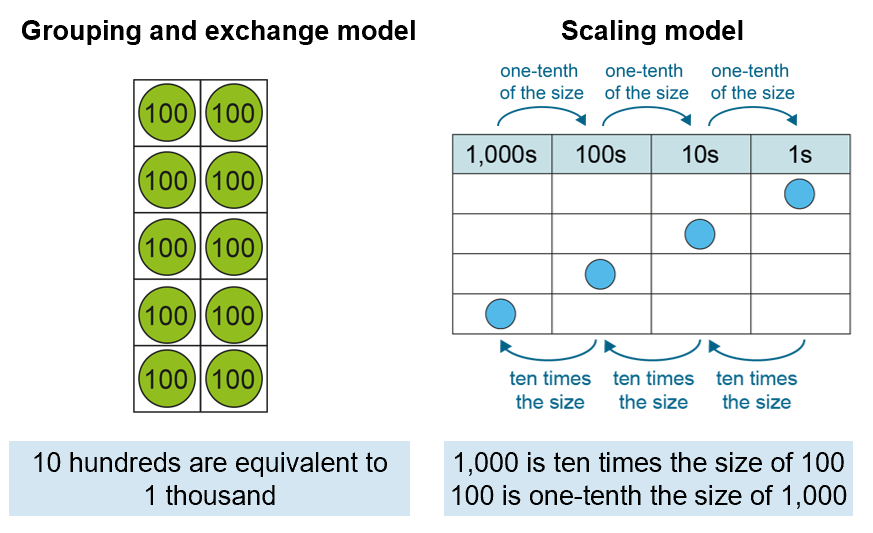 Grouping and exchange model
100 100
100 100
100 100
100 100
100 100
10 hundreds are equivalent to
1 thousand
Scaling model
one-tenth one-tenth one-tenth
of the size of the size of the size
1,000s 100s 10s 1s
ten times ten times ten times
the size the size the size
1,000 is ten times the size of 100
100 is one-tenth the size of 1,000